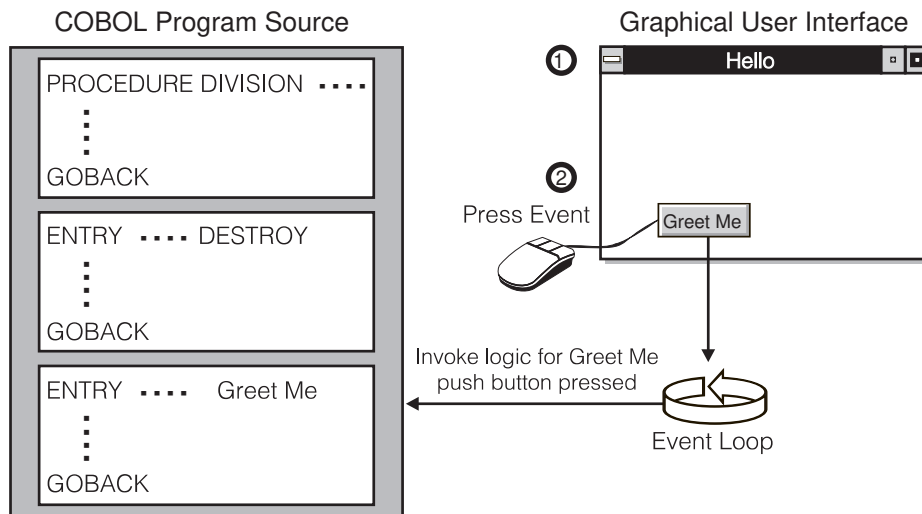 COBOL Program Source
Graphical User Interface
PROCEDURE DIVISION ....
GOBACK
ENTRY .... DESTROY
GOBACK
ENTRY .... Greet Me
GOBACK
1
Hello
2
Press Event
Greet Me
Invoke logic for Greet Me
push button pressed
Event Loop